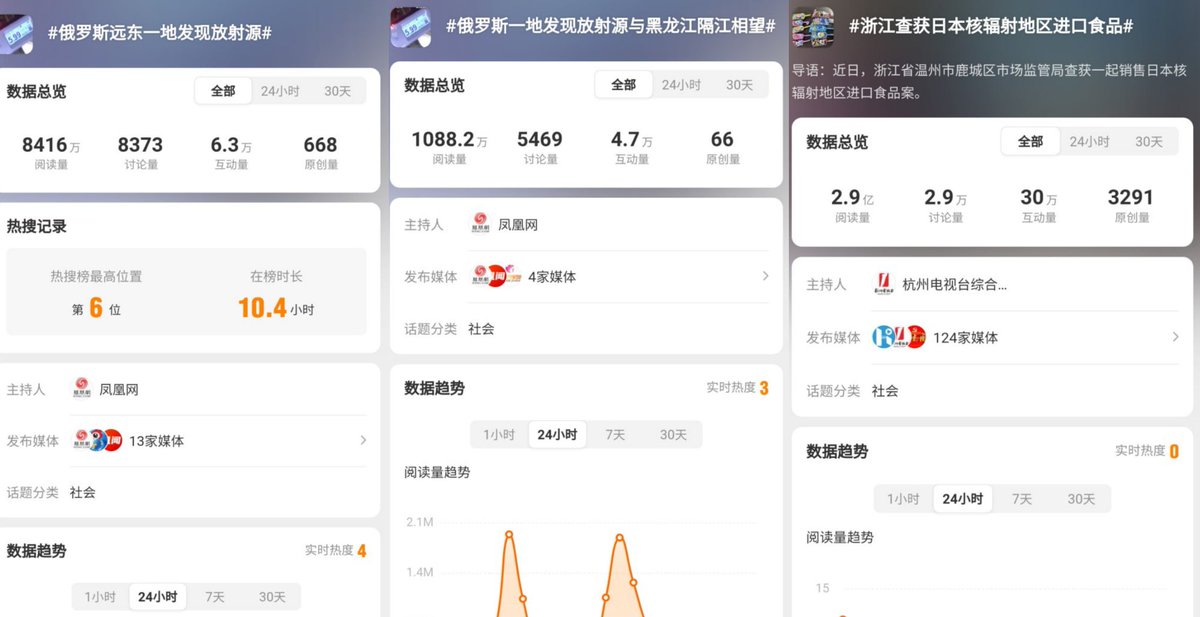 #俄罗斯远东一地发现放射源#
数据总览
全部 24小时 30天
8416万 8373 6.3万 668
阅读量 讨论量 互动量 原创量
热搜记录
热搜榜最高位置 在榜时长
第6位 10.4小时
主持人 凤凰网
发布媒体 13家媒体
话题分类 社会
数据趋势 实时热度 4
1小时 24小时 7天 30天
#俄罗斯一地发现放射源与黑龙江隔江相望#
数据总览
全部 24小时 30天
1088.2万 5469 4.7万 66
阅读量 讨论量 互动量 原创量
主持人 凤凰网
发布媒体 4家媒体
话题分类 社会
数据趋势 实时热度 3
1小时 24小时 7天 30天
阅读量趋势
2.1M
1.4M
#浙江查获日本核辐射地区进口食品#
导语：近日，浙江省温州市鹿城区市场监管局查获一起销售日本核
辐射地区进口食品案。
数据总览
全部 24小时 30天
2.9亿 2.9万 30万 3291
阅读量 讨论量 互动量 原创量
主持人 杭州电视台综合...
发布媒体 124家媒体
话题分类 社会
数据趋势 实时热度 0
1小时 24小时 7天 30天
阅读量趋势
15